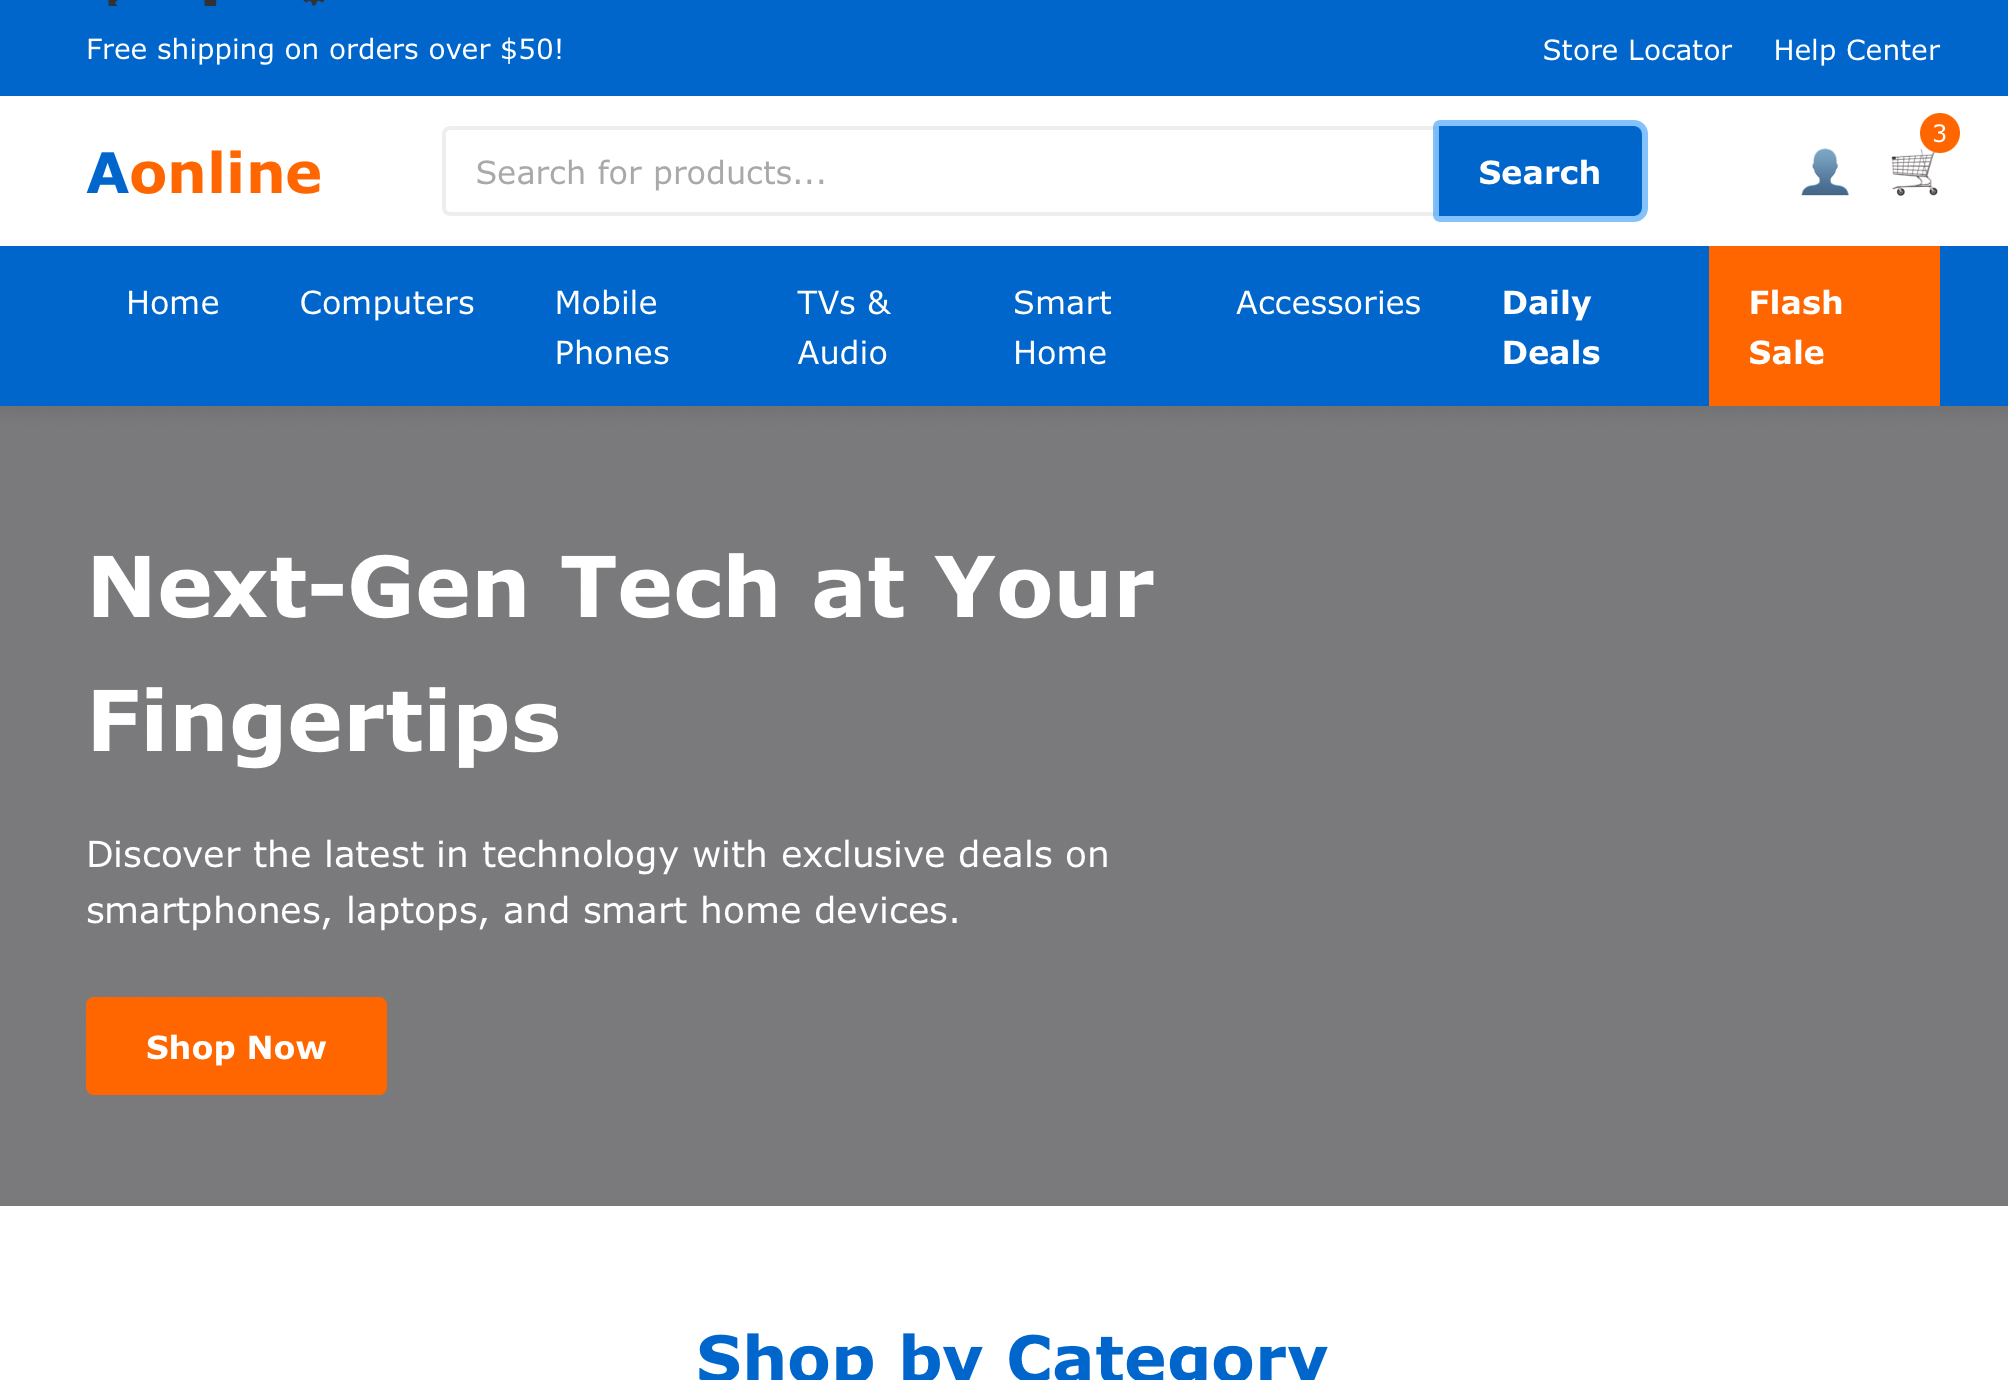 Free shipping on orders over $50!
Store Locator
Help Center
Aonline
Search for products...
Search
3
Home
Computers
Mobile
Phones
TVs &
Audio
Smart
Home
Accessories
Daily
Deals
Flash
Sale
Next-Gen Tech at Your
Fingertips
Discover the latest in technology with exclusive deals on
smartphones, laptops, and smart home devices.
Shop Now
Shop by Category